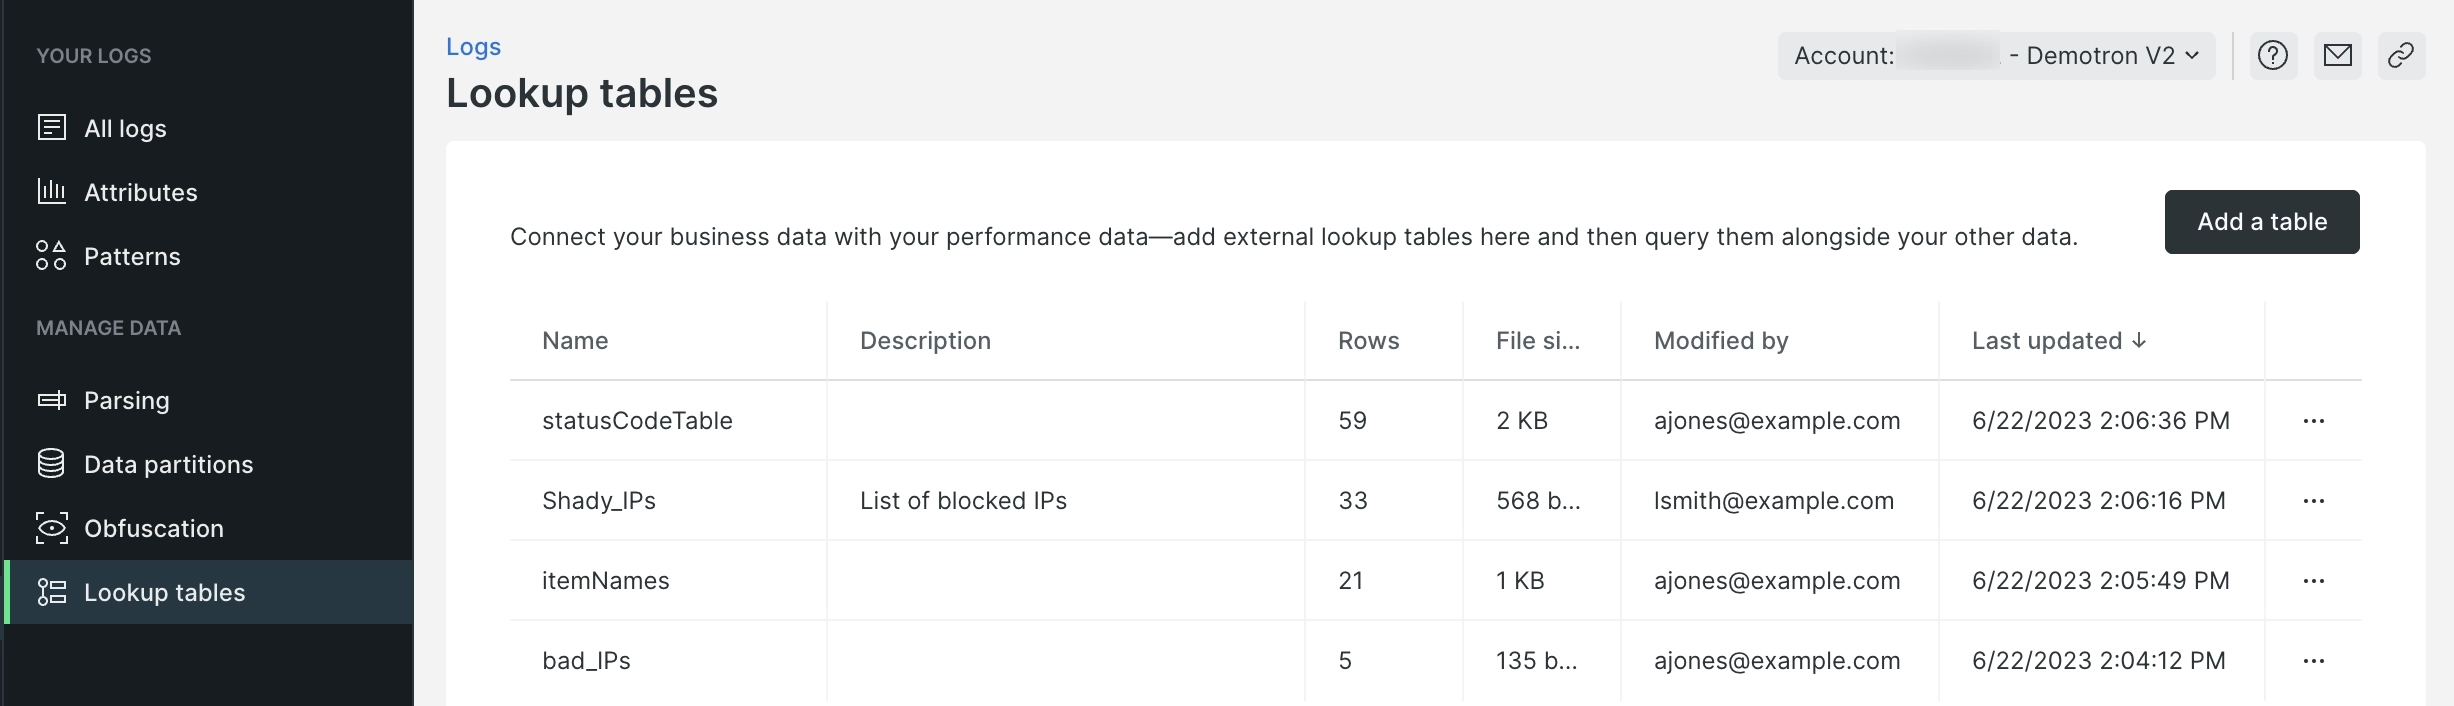 YOUR LOGS
All logs
Attributes
Patterns
MANAGE DATA
Parsing
Data partitions
Obfuscation
Lookup tables
Logs
Lookup tables
Account: - Demotron V2
Connect your business data with your performance data—add external lookup tables here and then query them alongside your other data.
Add a table
Name Description Rows File si... Modified by Last updated ↓
statusCodeTable 59 2 KB ajones@example.com 6/22/2023 2:06:36 PM ...
Shady_IPs List of blocked IPs 33 568 b... lsmith@example.com 6/22/2023 2:06:16 PM ...
itemNames 21 1 KB ajones@example.com 6/22/2023 2:05:49 PM ...
bad_IPs 5 135 b... ajones@example.com 6/22/2023 2:04:12 PM ...